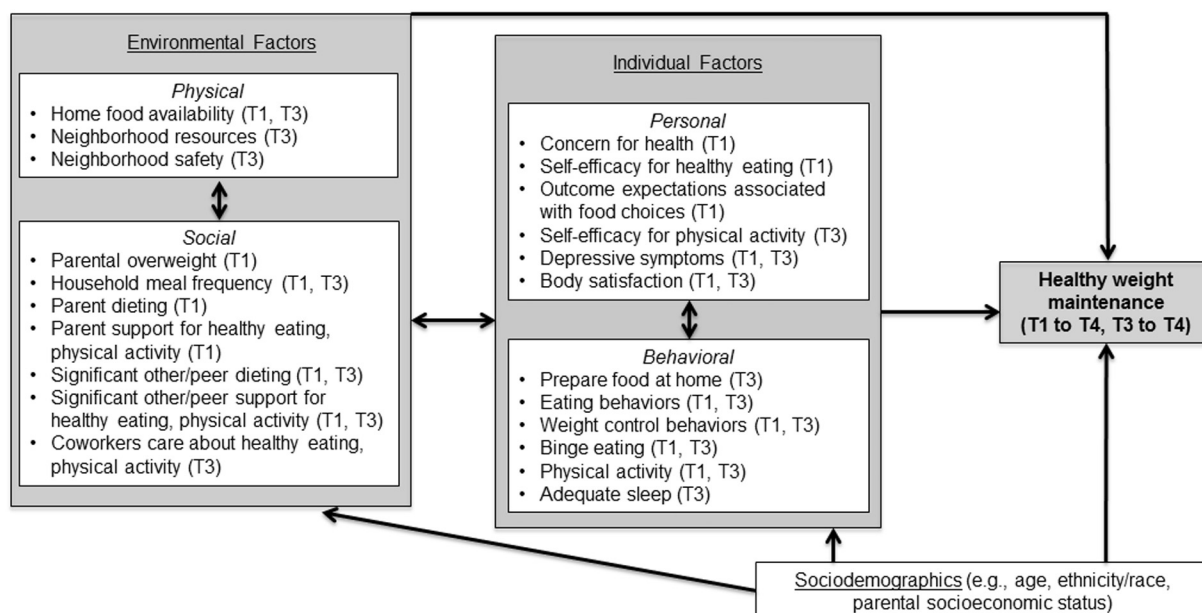 Environmental Factors
Physical
• Home food availability (T1, T3)
• Neighborhood resources (T3)
• Neighborhood safety (T3)
Social
• Parental overweight (T1)
• Household meal frequency (T1, T3)
• Parent dieting (T1)
• Parent support for healthy eating,
physical activity (T1)
• Significant other/peer dieting (T1, T3)
• Significant other/peer support for
healthy eating, physical activity (T1, T3)
• Coworkers care about healthy eating,
physical activity (T3)
Individual Factors
Personal
• Concern for health (T1)
• Self-efficacy for healthy eating (T1)
• Outcome expectations associated
with food choices (T1)
• Self-efficacy for physical activity (T3)
• Depressive symptoms (T1, T3)
• Body satisfaction (T1, T3)
Behavioral
• Prepare food at home (T3)
• Eating behaviors (T1, T3)
• Weight control behaviors (T1, T3)
• Binge eating (T1, T3)
• Physical activity (T1, T3)
• Adequate sleep (T3)
Healthy weight
maintenance
(T1 to T4, T3 to T4)
Sociodemographics (e.g., age, ethnicity/race,
parental socioeconomic status)